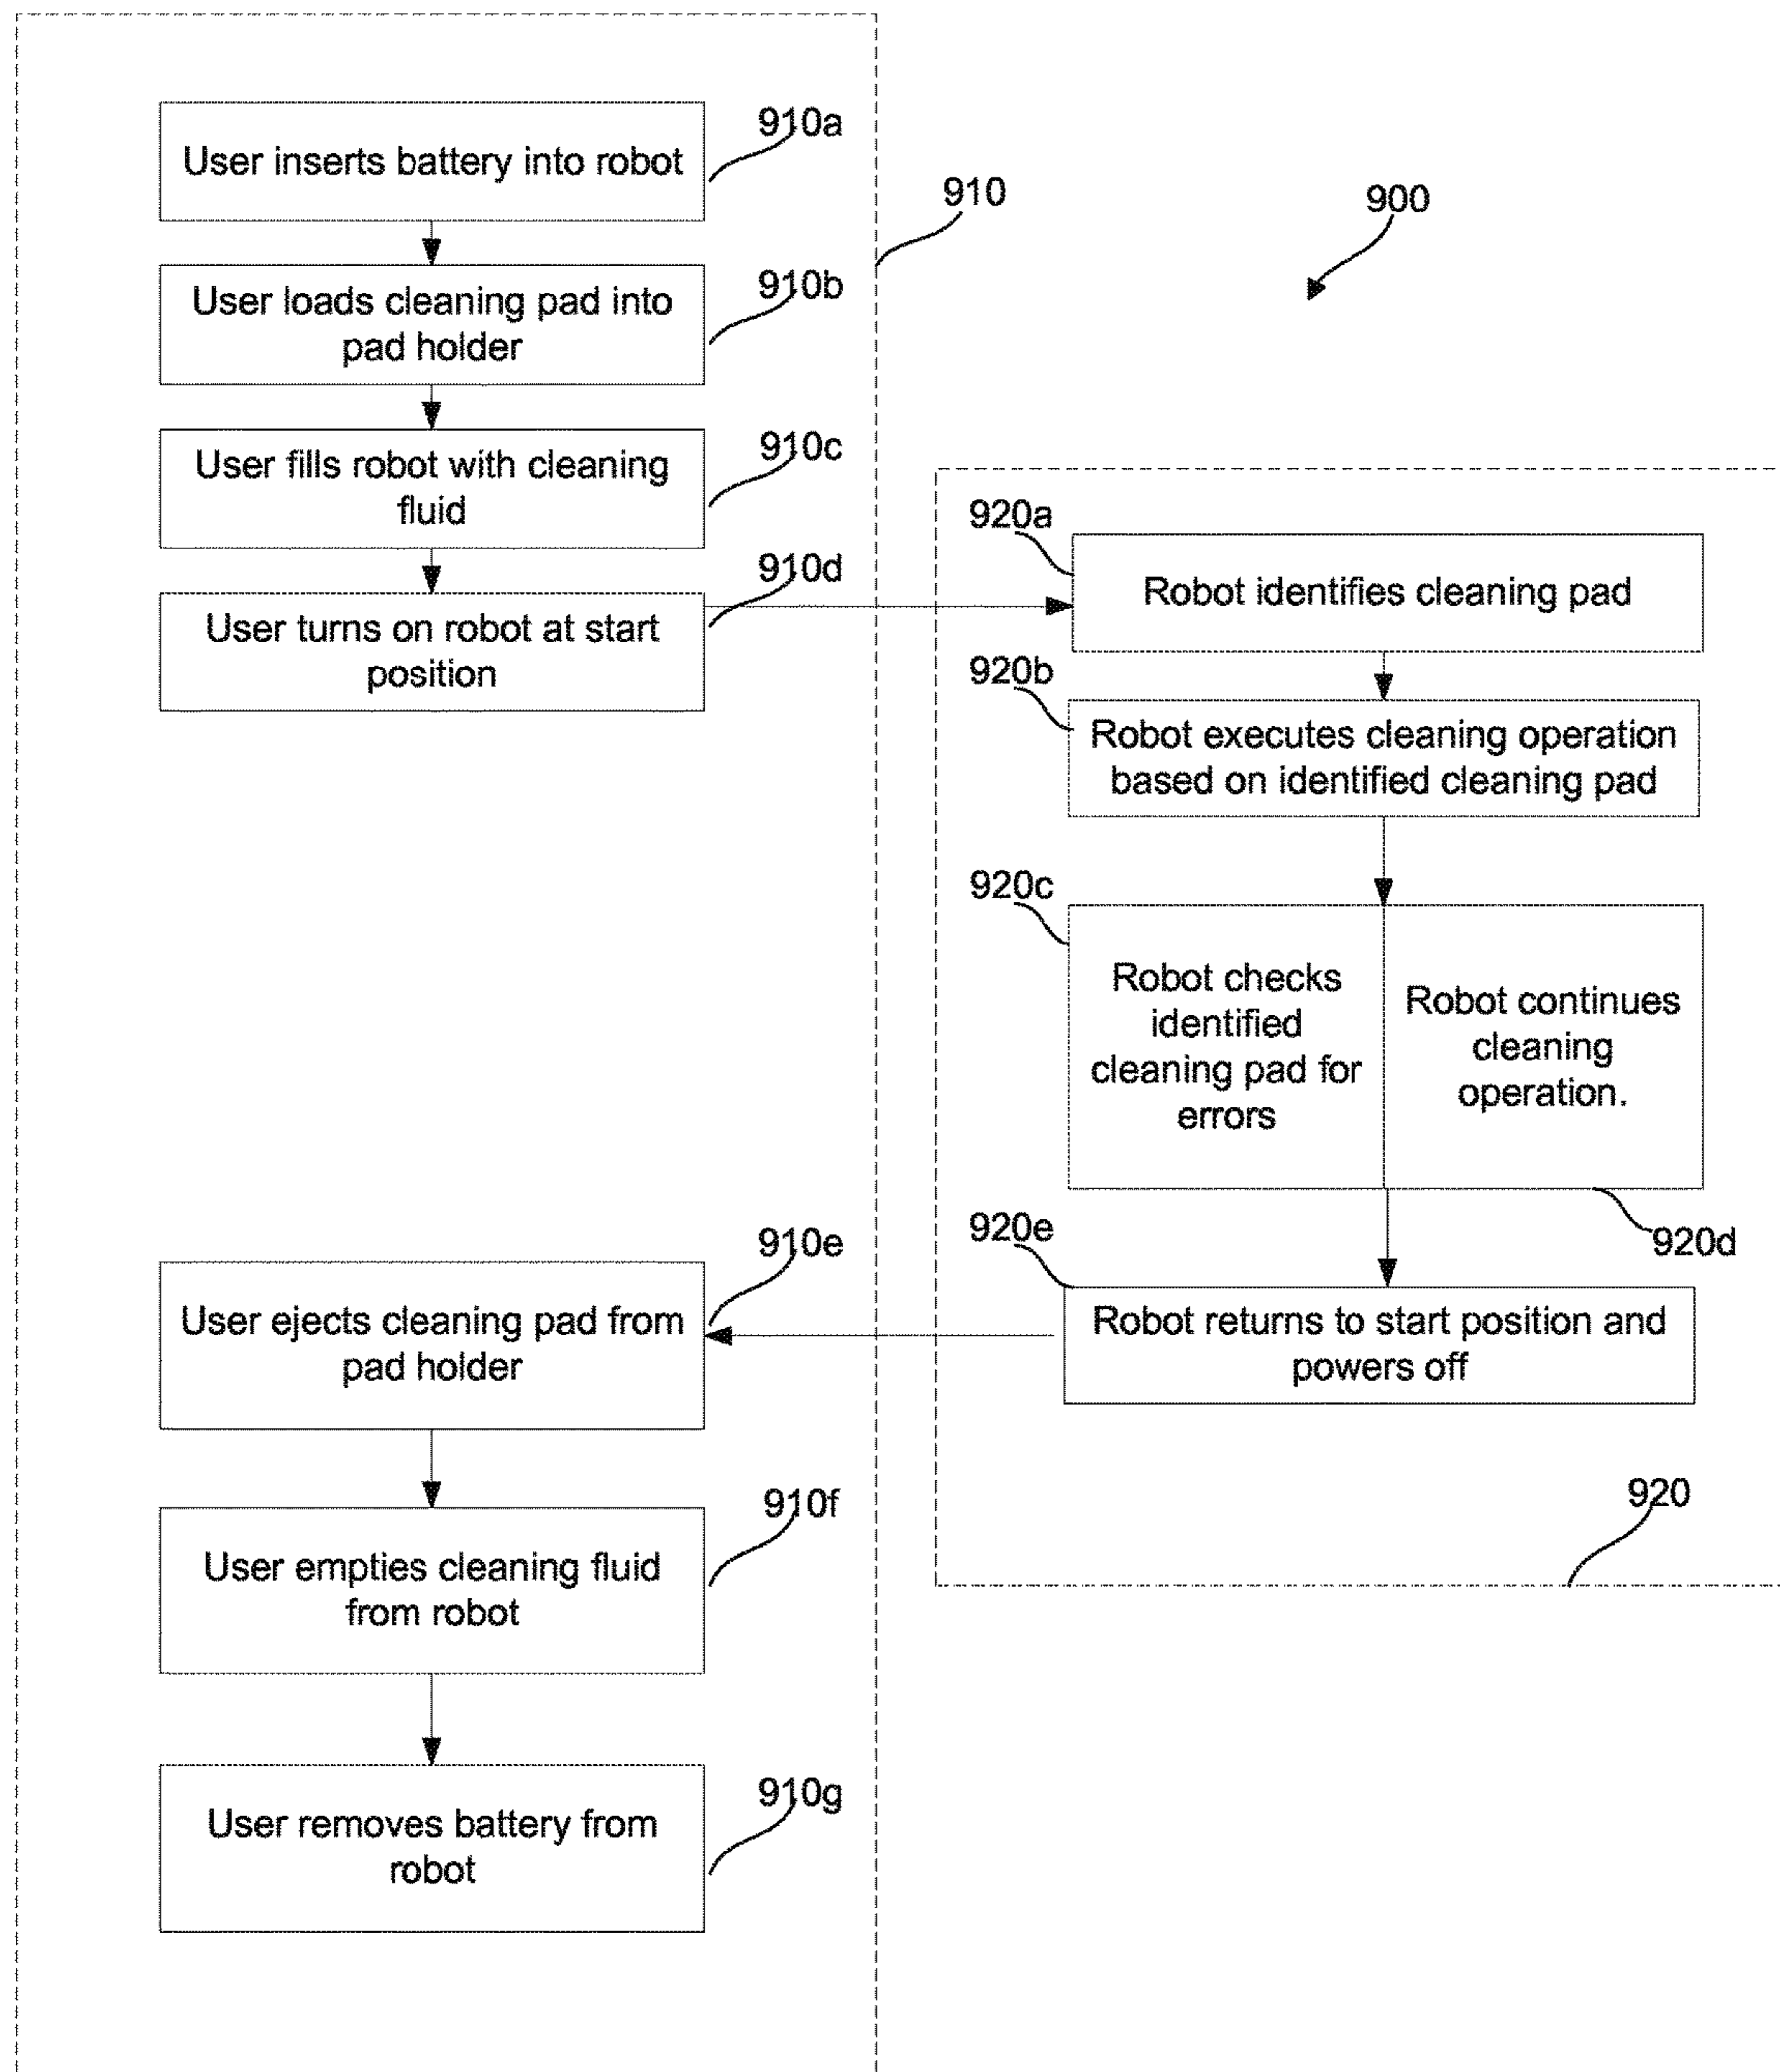 910a
User inserts battery into robot
910
900
910b
User loads cleaning pad into
pad holder
910c
User fills robot with cleaning
fluid
910d
User turns on robot at start
position
920a
Robot identifies cleaning pad
920b
Robot executes cleaning operation
based on identified cleaning pad
920c
Robot checks
identified
cleaning pad for
errors
Robot continues
cleaning
operation.
920d
920e
Robot returns to start position and
powers off
920
910e
User ejects cleaning pad from
pad holder
910f
User empties cleaning fluid
from robot
910g
User removes battery from
robot